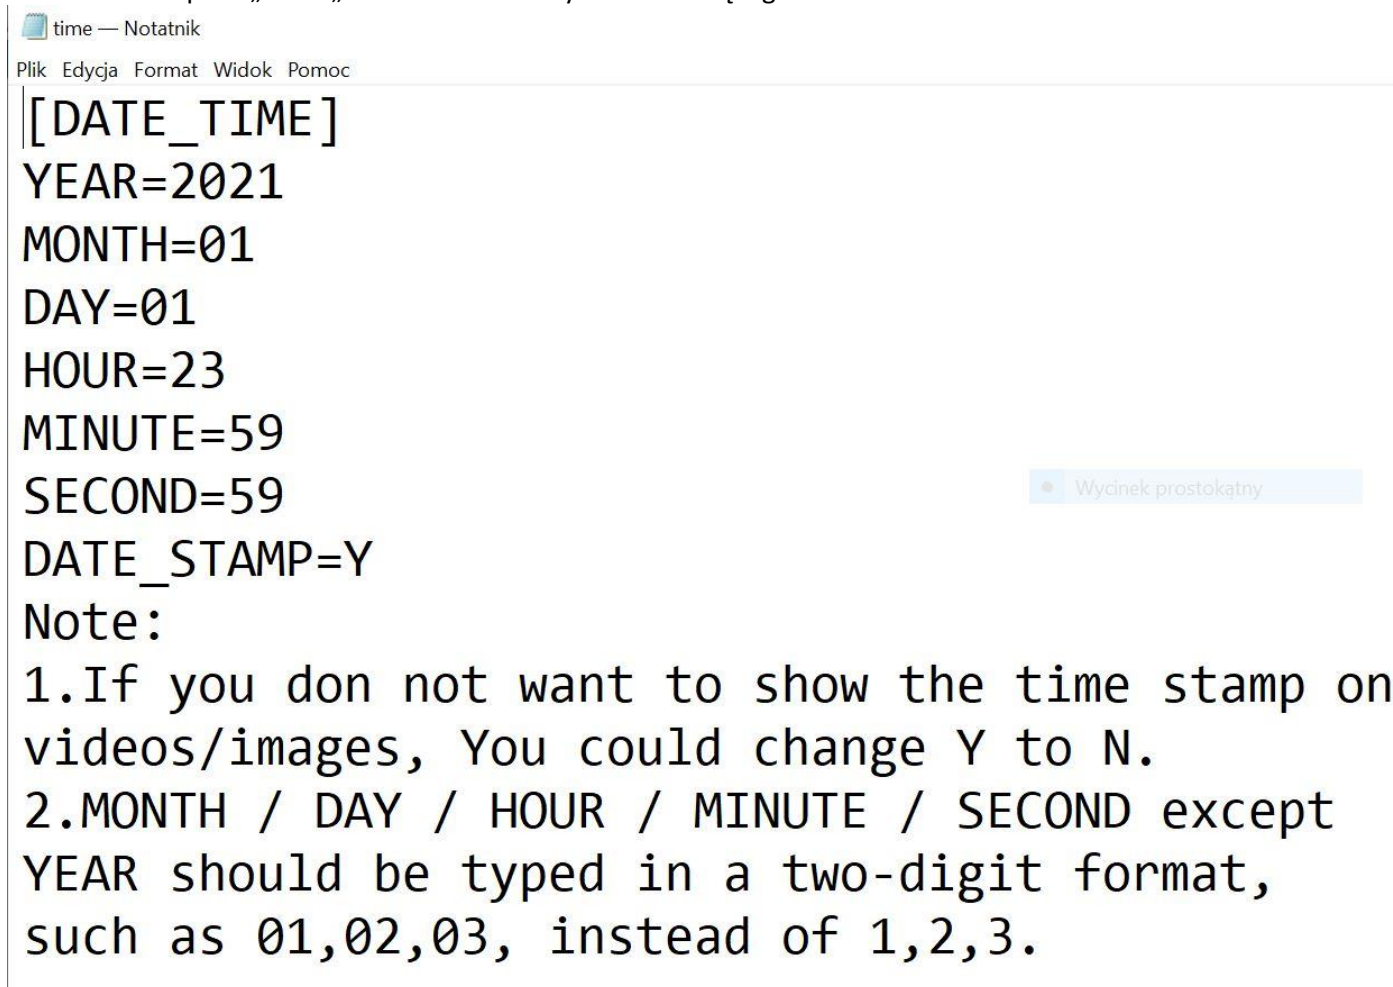 time — Notatnik
Plik Edycja Format Widok Pomoc
[DATE_TIME]
YEAR=2021
MONTH=01
DAY=01
HOUR=23
MINUTE=59
SECOND=59
Wycinek prostokątny
DATE_STAMP=Y
Note:
1.If you don not want to show the time stamp on
videos/images, You could change Y to N.
2.MONTH / DAY / HOUR / MINUTE / SECOND except
YEAR should be typed in a two-digit format,
such as 01,02,03, instead of 1,2,3.